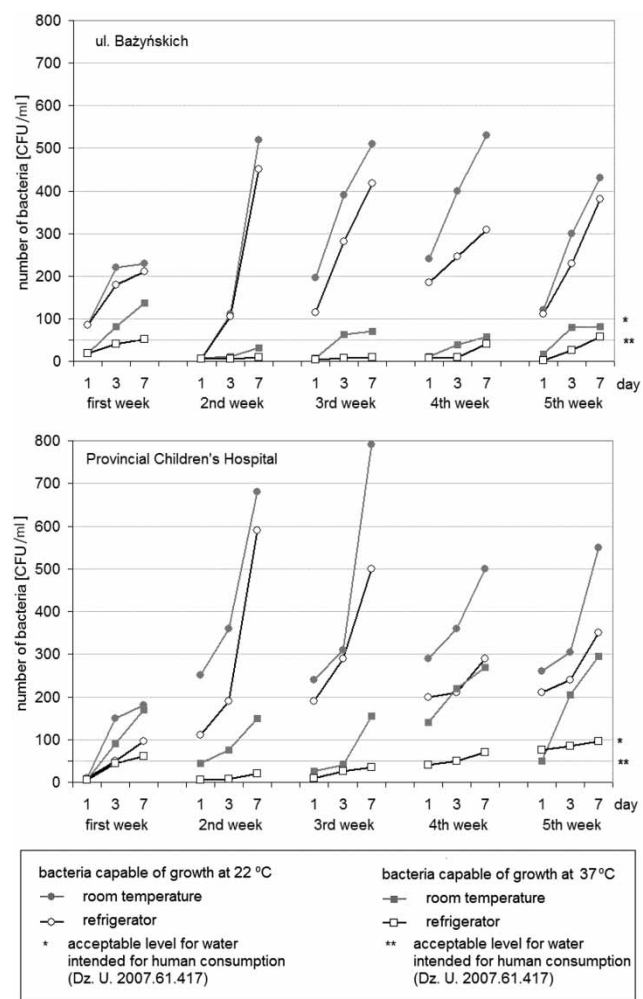 800
ul. Bażyńskich
700
600
500
400
300
200
100
0
number of bacteria [CFU /ml]
*
**
1 3 7 1 3 7 1 3 7 1 3 7 1 3 7 day
first week 2nd week 3rd week 4th week 5th week
800
Provincial Children's Hospital
700
600
500
400
300
200
100
0
number of bacteria [CFU /ml]
*
**
1 3 7 1 3 7 1 3 7 1 3 7 1 3 7 day
first week 2nd week 3rd week 4th week 5th week
bacteria capable of growth at 22 ºC
room temperature
refrigerator
* acceptable level for water
intended for human consumption
(Dz. U. 2007.61.417)
bacteria capable of growth at 37ºC
room temperature
refrigerator
** acceptable level for water
intended for human consumption
(Dz. U. 2007.61.417)